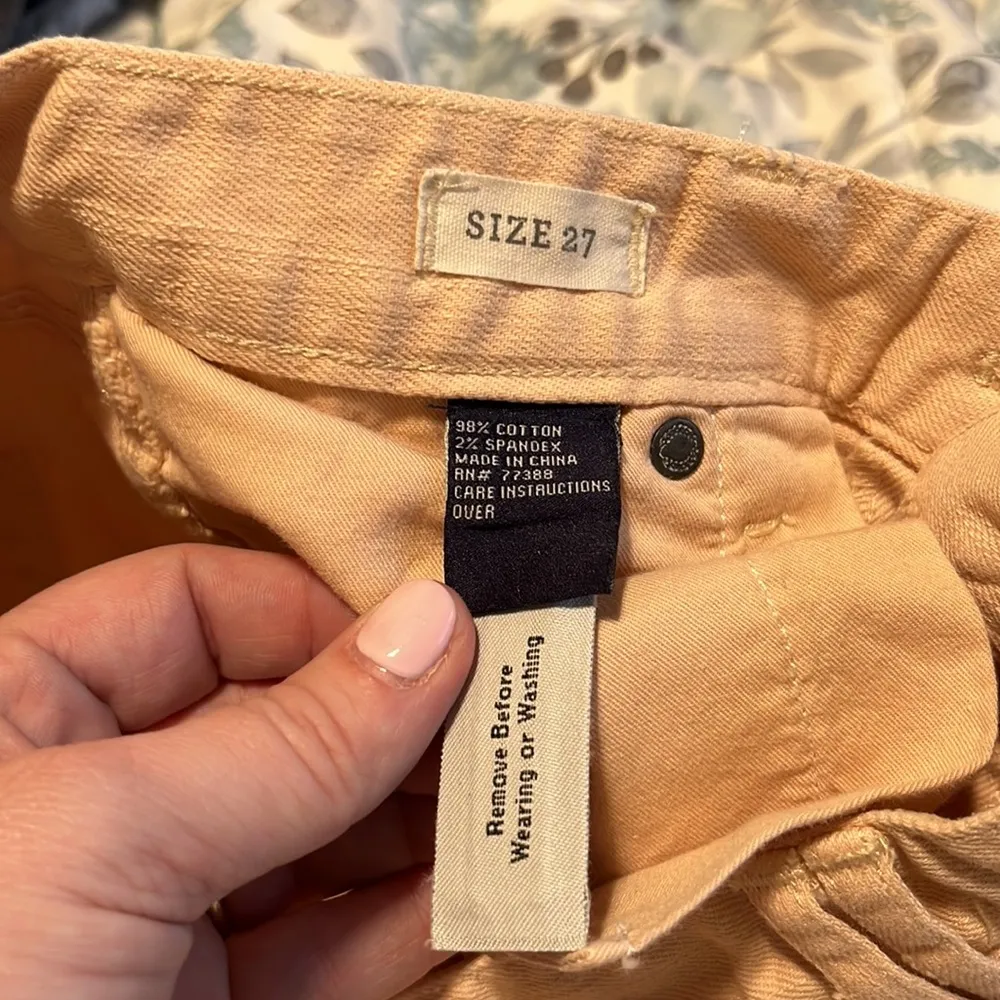 SIZE 27
98% COTTON
2% SPANDEX
MADE IN CHINA
RN# 77388
CARE INSTRUCTIONS
OVER
Remove Before
Wearing or Washing